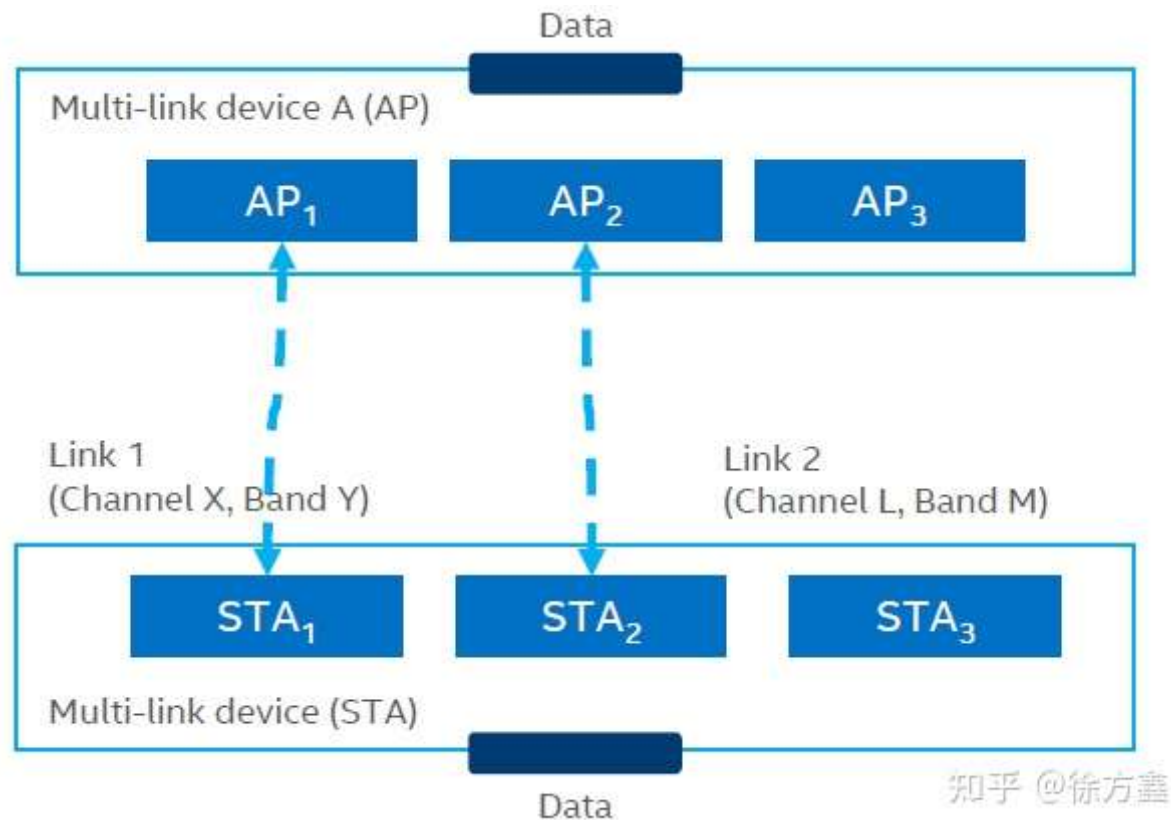 Data
Multi-link device A (AP)
AP₁ AP₂ AP₃
Link 1
(Channel X, Band Y)
Link 2
(Channel L, Band M)
STA₁ STA₂ STA₃
Multi-link device (STA)
Data
知乎 @徐方鑫